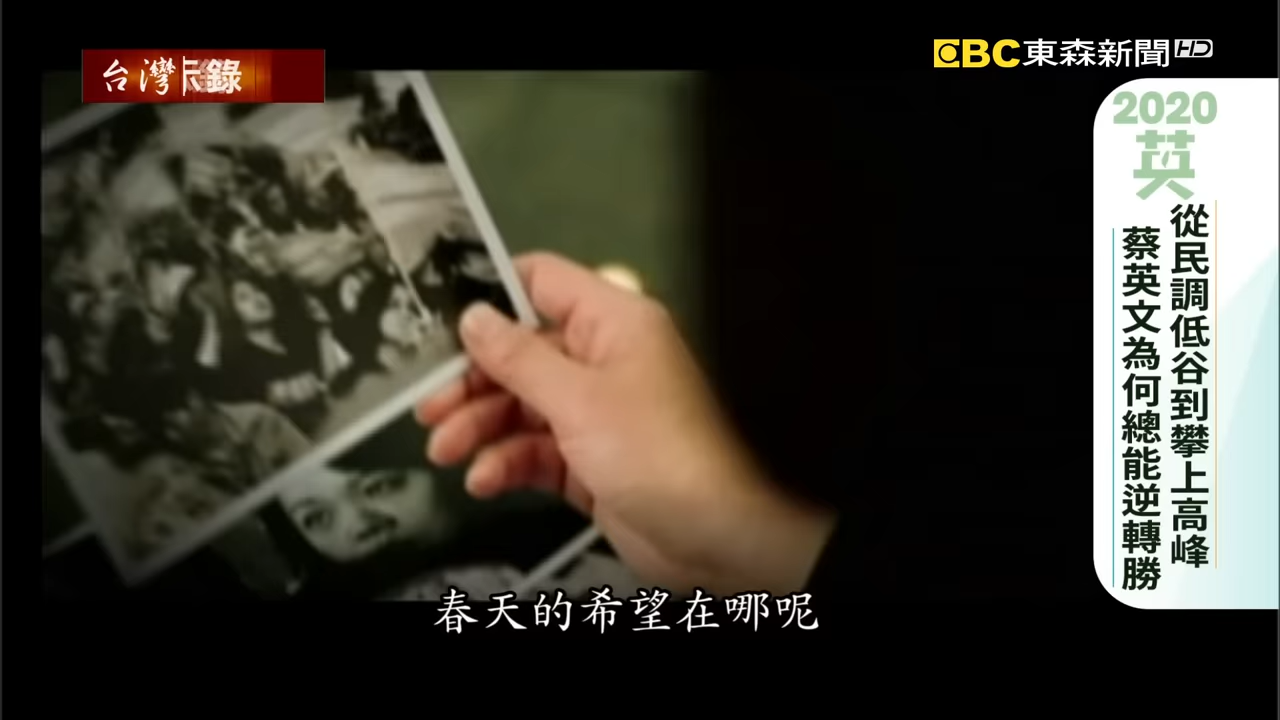 台灣
錄
EBC東森新聞HD
2020
英
從民調低谷到攀上高峰
蔡英文為何總能逆轉勝
春天的希望在哪呢